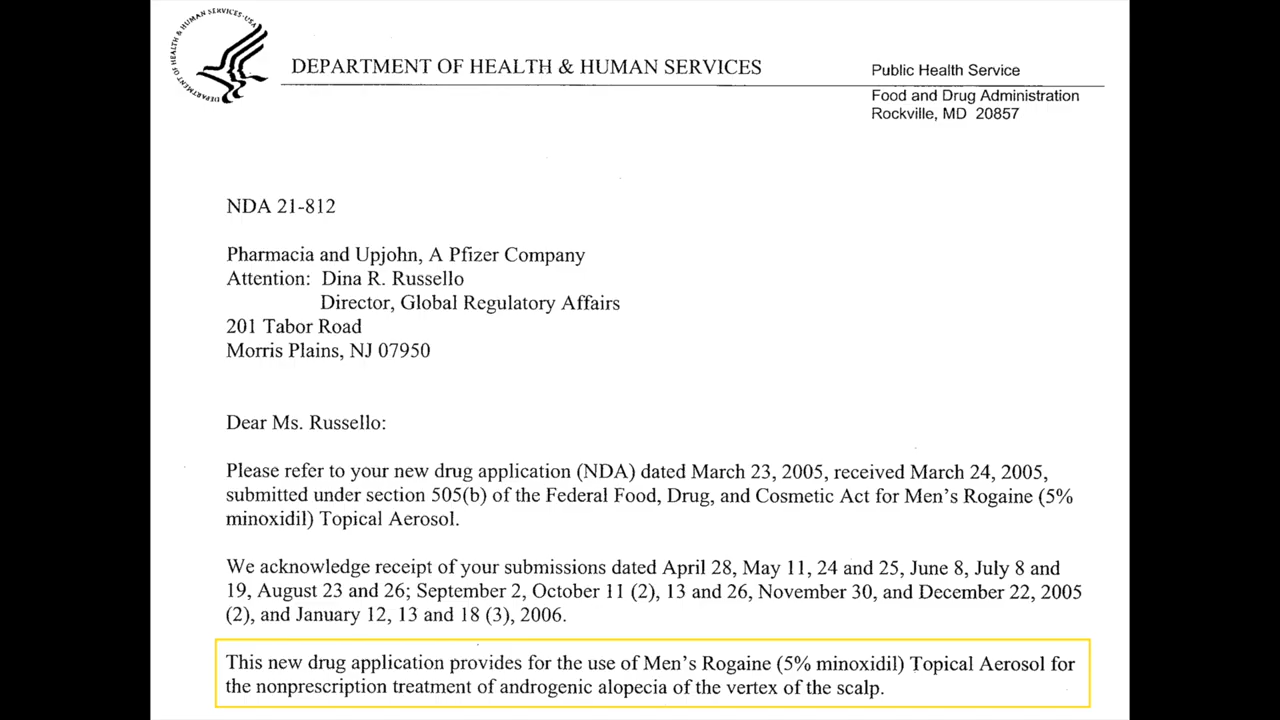 DEPARTMENT OF HEALTH & HUMAN SERVICES·USA
DEPARTMENT OF HEALTH & HUMAN SERVICES
Public Health Service
Food and Drug Administration
Rockville, MD 20857
NDA 21-812
Pharmacia and Upjohn, A Pfizer Company
Attention: Dina R. Russello
Director, Global Regulatory Affairs
201 Tabor Road
Morris Plains, NJ 07950
Dear Ms. Russello:
Please refer to your new drug application (NDA) dated March 23, 2005, received March 24, 2005,
submitted under section 505(b) of the Federal Food, Drug, and Cosmetic Act for Men's Rogaine (5%
minoxidil) Topical Aerosol.
We acknowledge receipt of your submissions dated April 28, May 11, 24 and 25, June 8, July 8 and
19, August 23 and 26; September 2, October 11 (2), 13 and 26, November 30, and December 22, 2005
(2), and January 12, 13 and 18 (3), 2006.
This new drug application provides for the use of Men's Rogaine (5% minoxidil) Topical Aerosol for
the nonprescription treatment of androgenic alopecia of the vertex of the scalp.